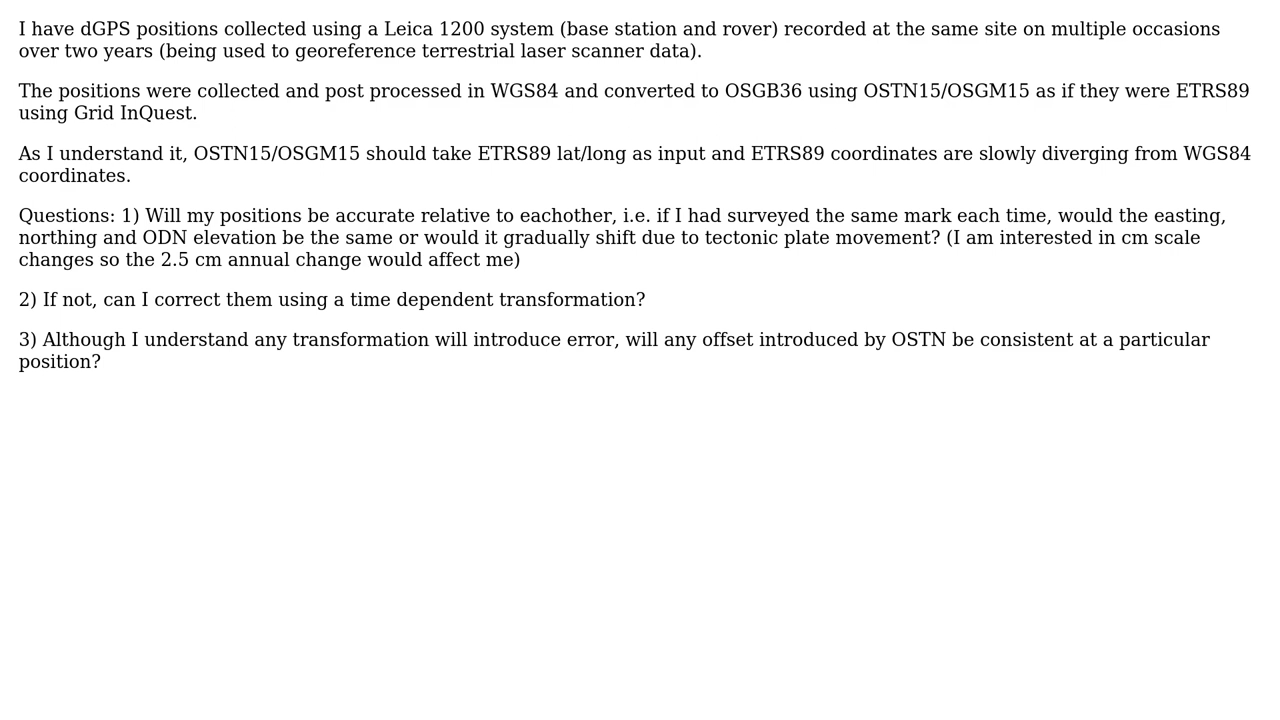 I have dGPS positions collected using a Leica 1200 system (base station and rover) recorded at the same site on multiple occasions
over two years (being used to georeference terrestrial laser scanner data).
The positions were collected and post processed in WGS84 and converted to OSGB36 using OSTN15/OSGM15 as if they were ETRS89
using Grid InQuest.
As I understand it, OSTN15/OSGM15 should take ETRS89 lat/long as input and ETRS89 coordinates are slowly diverging from WGS84
coordinates.
Questions: 1) Will my positions be accurate relative to eachother, i.e. if I had surveyed the same mark each time, would the easting,
northing and ODN elevation be the same or would it gradually shift due to tectonic plate movement? (I am interested in cm scale
changes so the 2.5 cm annual change would affect me)
2) If not, can I correct them using a time dependent transformation?
3) Although I understand any transformation will introduce error, will any offset introduced by OSTN be consistent at a particular
position?